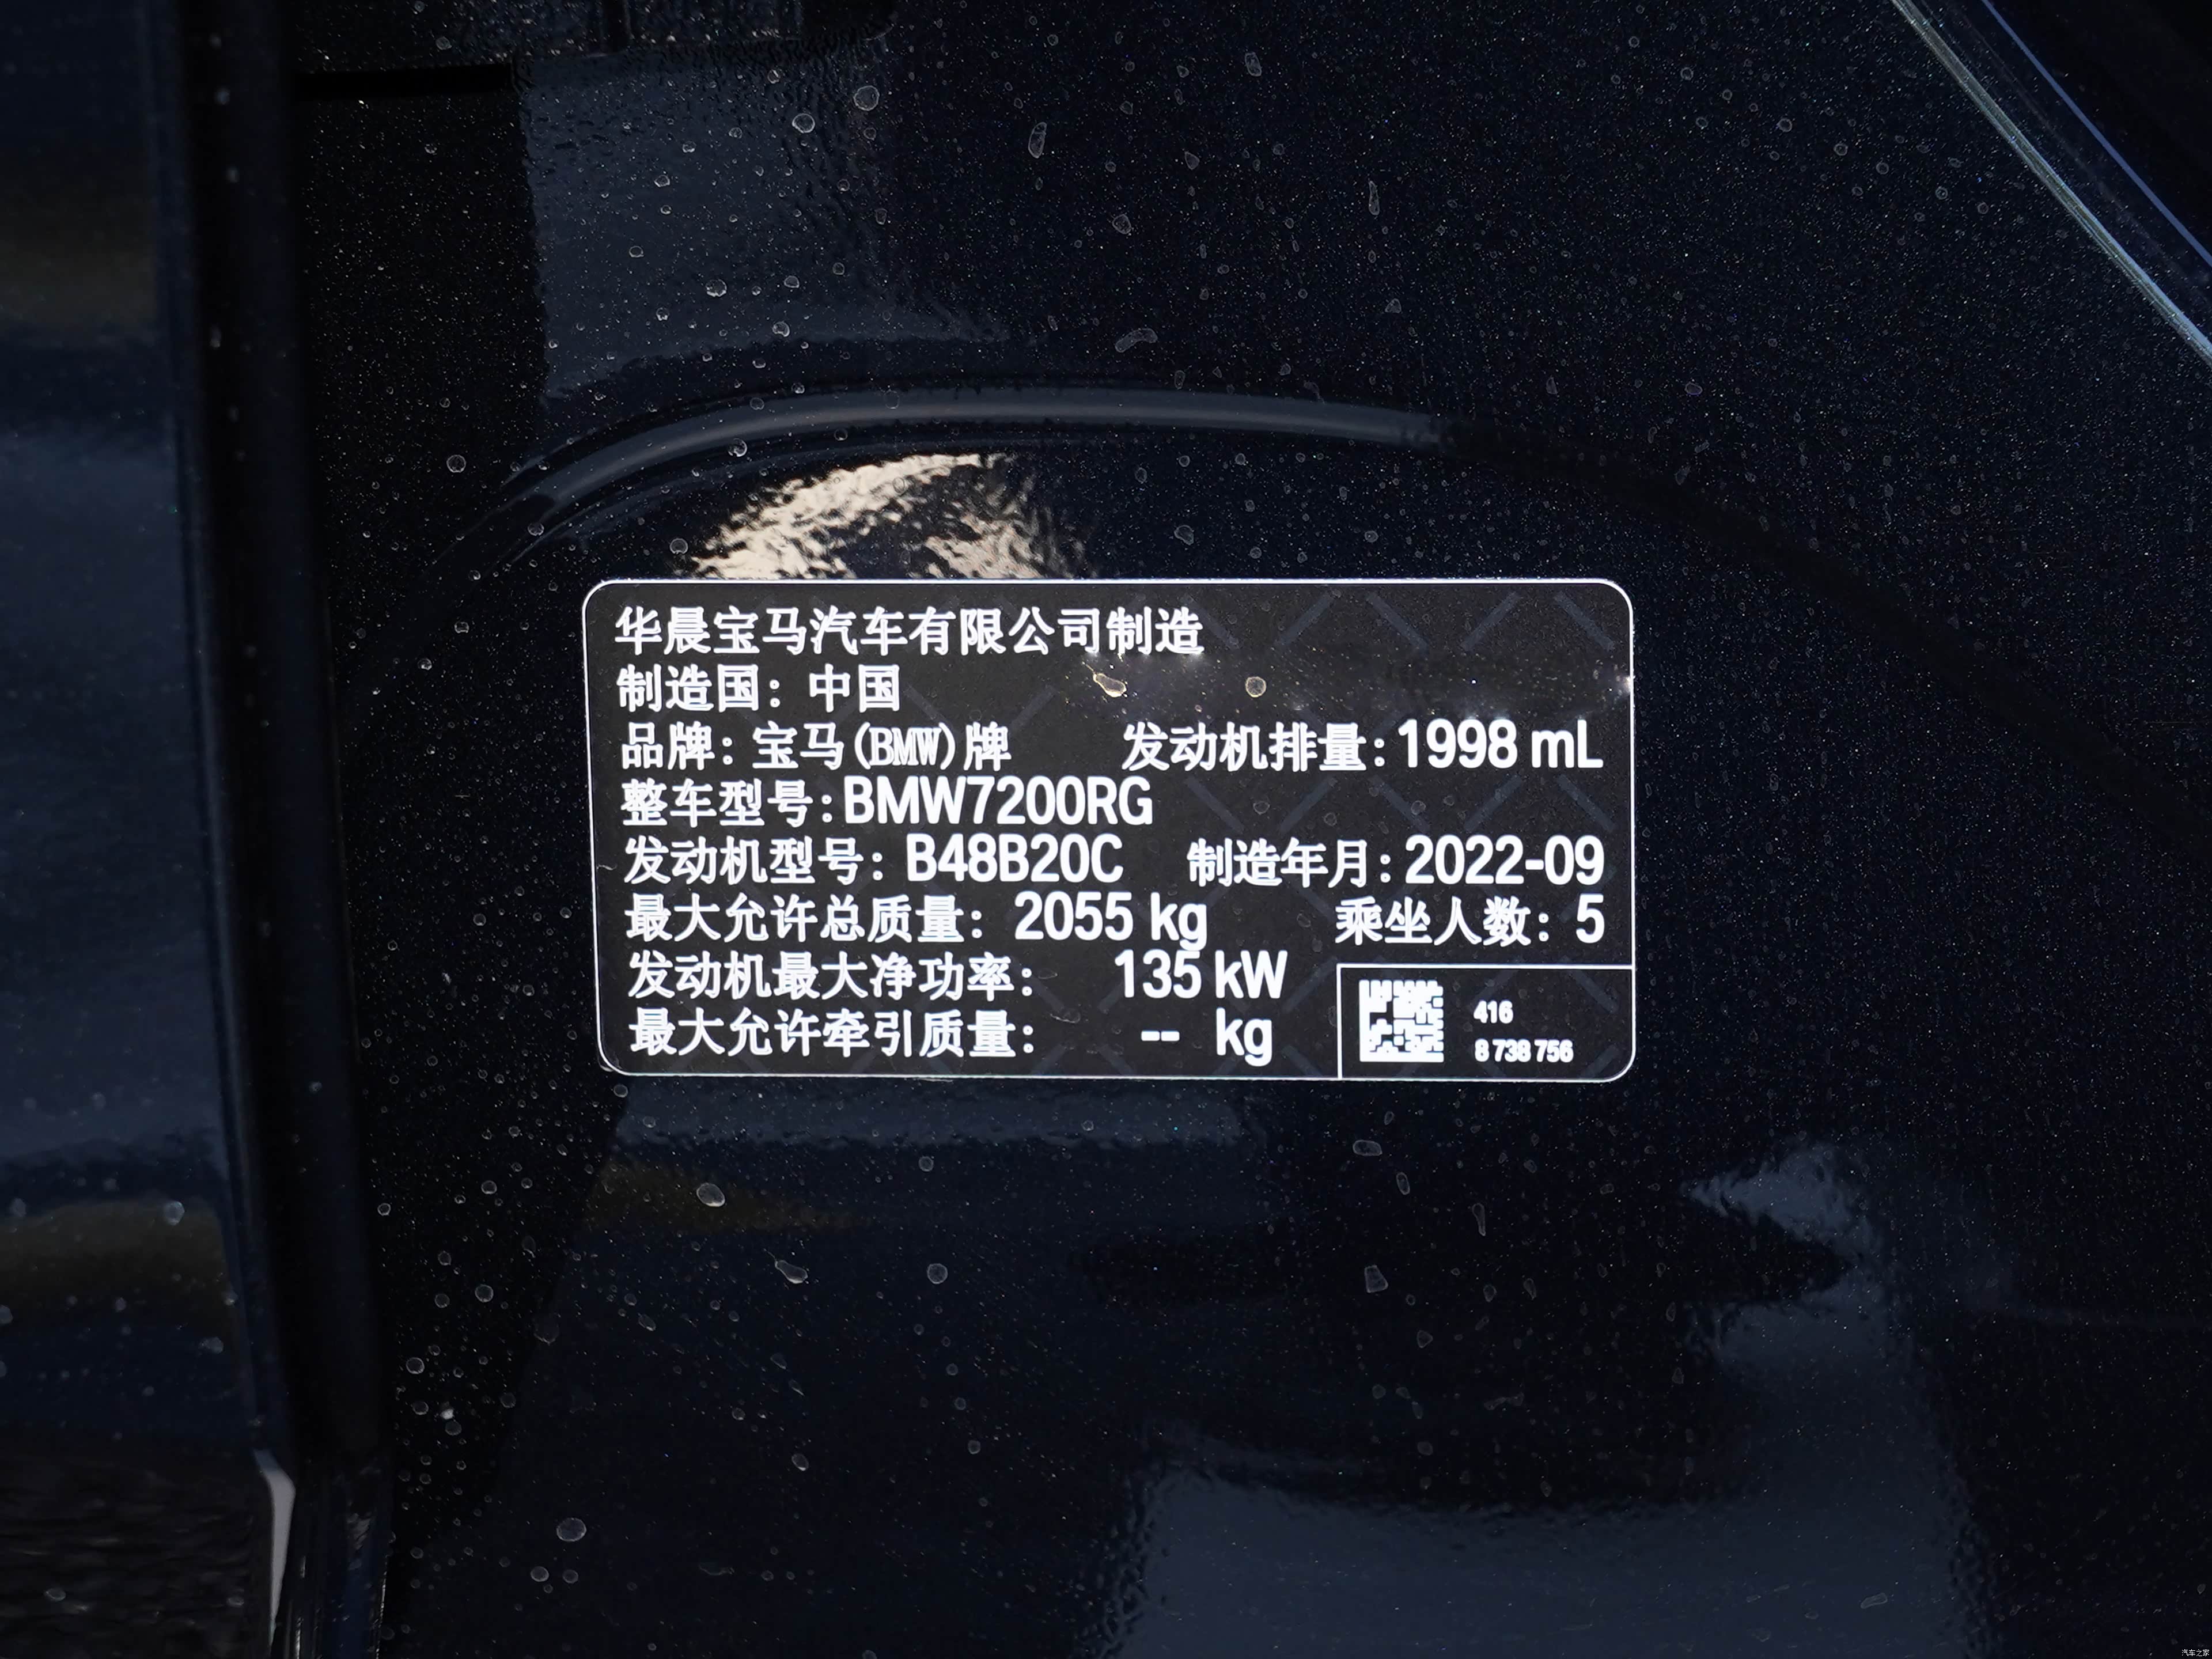 华晨宝马汽车有限公司制造
制造国：中国
品牌：宝马(BMW)牌 发动机排量：1998 mL
整车型号：BMW7200RG
发动机型号：B48B20C 制造年月：2022-09
最大允许总质量：2055 kg 乘坐人数：5
发动机最大净功率：135 kW
最大允许牵引质量：-- kg
416
8 738 756
汽车之家